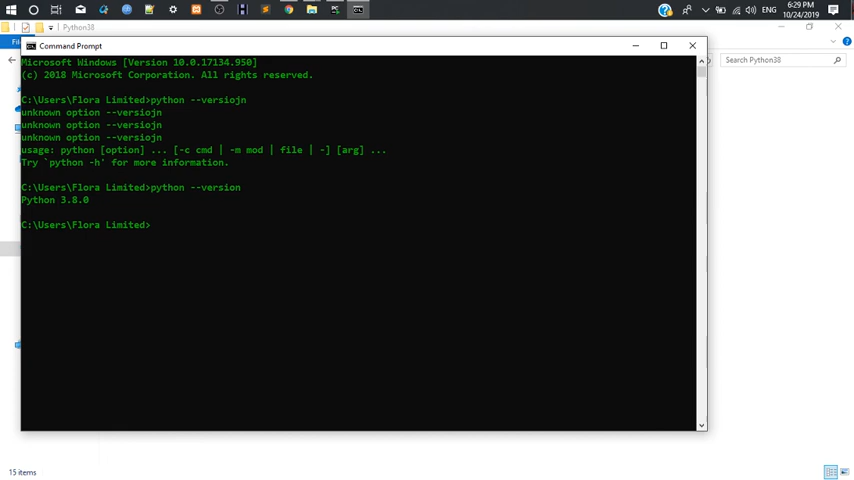 6:29 PM
ENG
10/24/2019
Python38
Fil
Command Prompt
Search Python38
Microsoft Windows [Version 10.0.17134.950]
(c) 2018 Microsoft Corporation. All rights reserved.
C:\Users\Flora Limited>python --versiojn
unknown option --versiojn
unknown option --versiojn
unknown option --versiojn
usage: python [option] ... [-c cmd | -m mod | file | -] [arg] ...
Try `python -h' for more information.
C:\Users\Flora Limited>python --version
Python 3.8.0
C:\Users\Flora Limited>
15 items